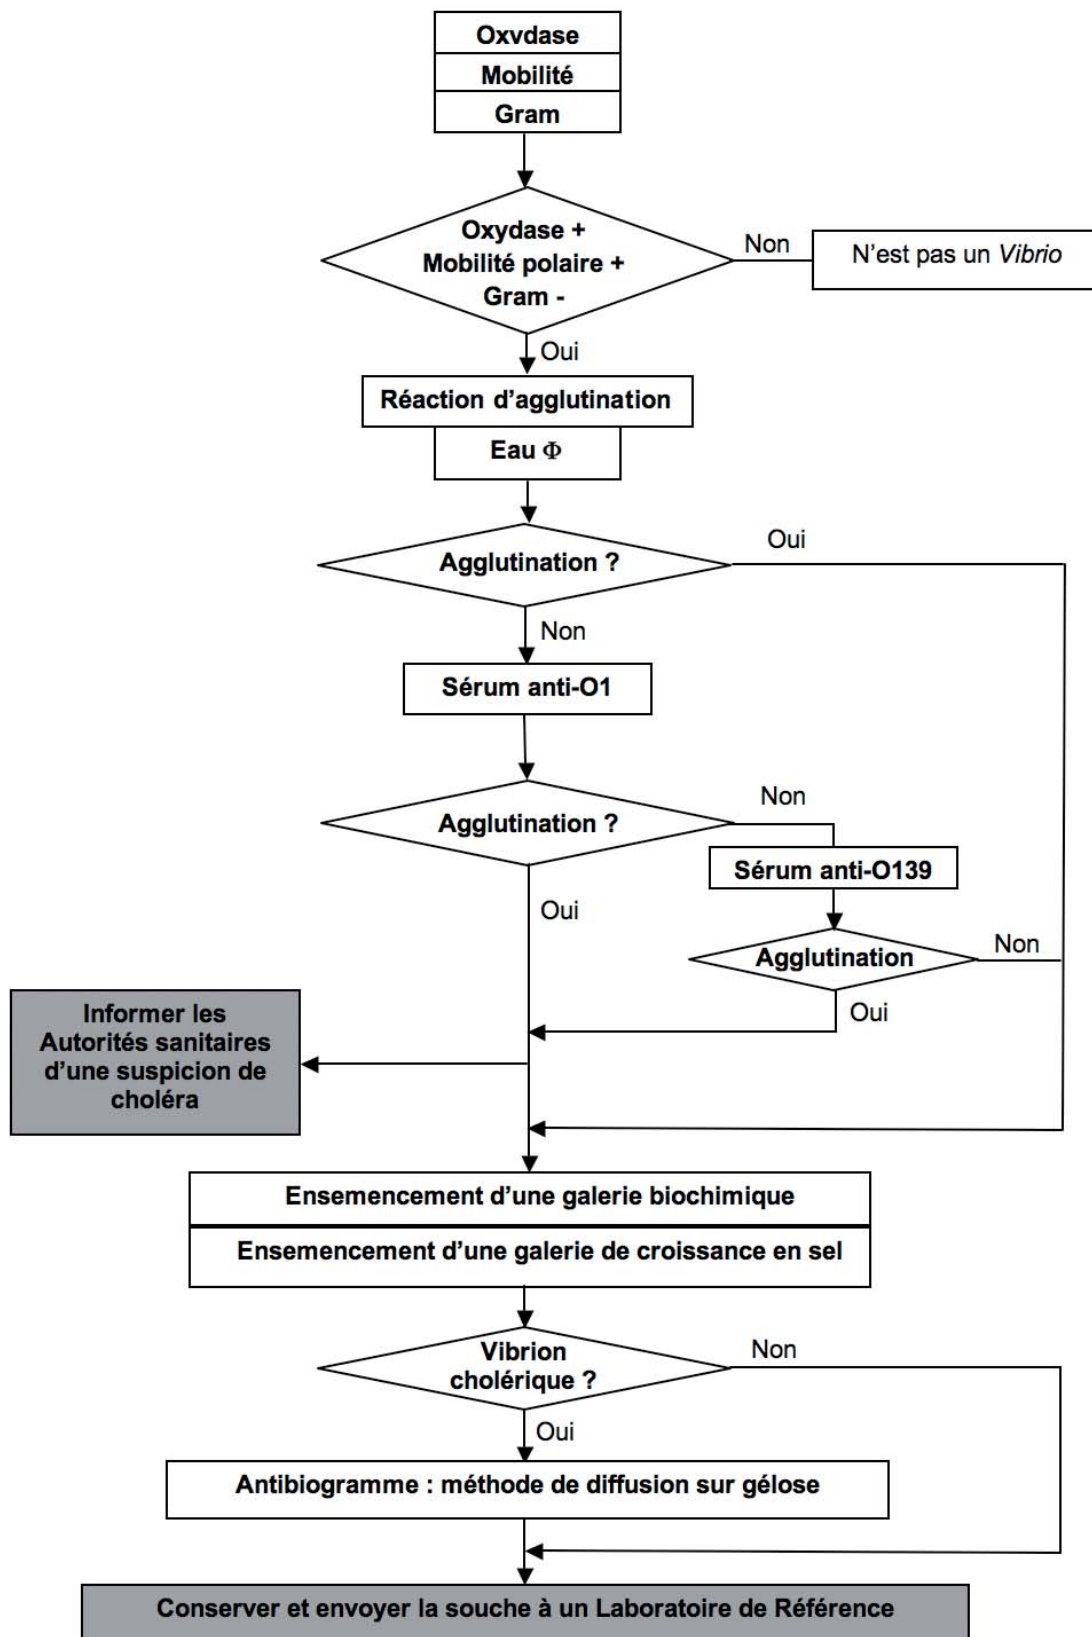 Oxvdase
Mobilité
Gram
Oxydase +
Mobilité polaire +
Gram -
Non
N'est pas un Vibrio
Oui
Réaction d'agglutination
Eau Φ
Agglutination ?
Oui
Non
Sérum anti-O1
Agglutination ?
Non
Sérum anti-O139
Oui
Agglutination
Non
Oui
Informer les
Autorités sanitaires
d'une suspicion de
choléra
Ensemencement d'une galerie biochimique
Ensemencement d'une galerie de croissance en sel
Vibrion
cholérique ?
Non
Oui
Antibiogramme : méthode de diffusion sur gélose
Conserver et envoyer la souche à un Laboratoire de Référence